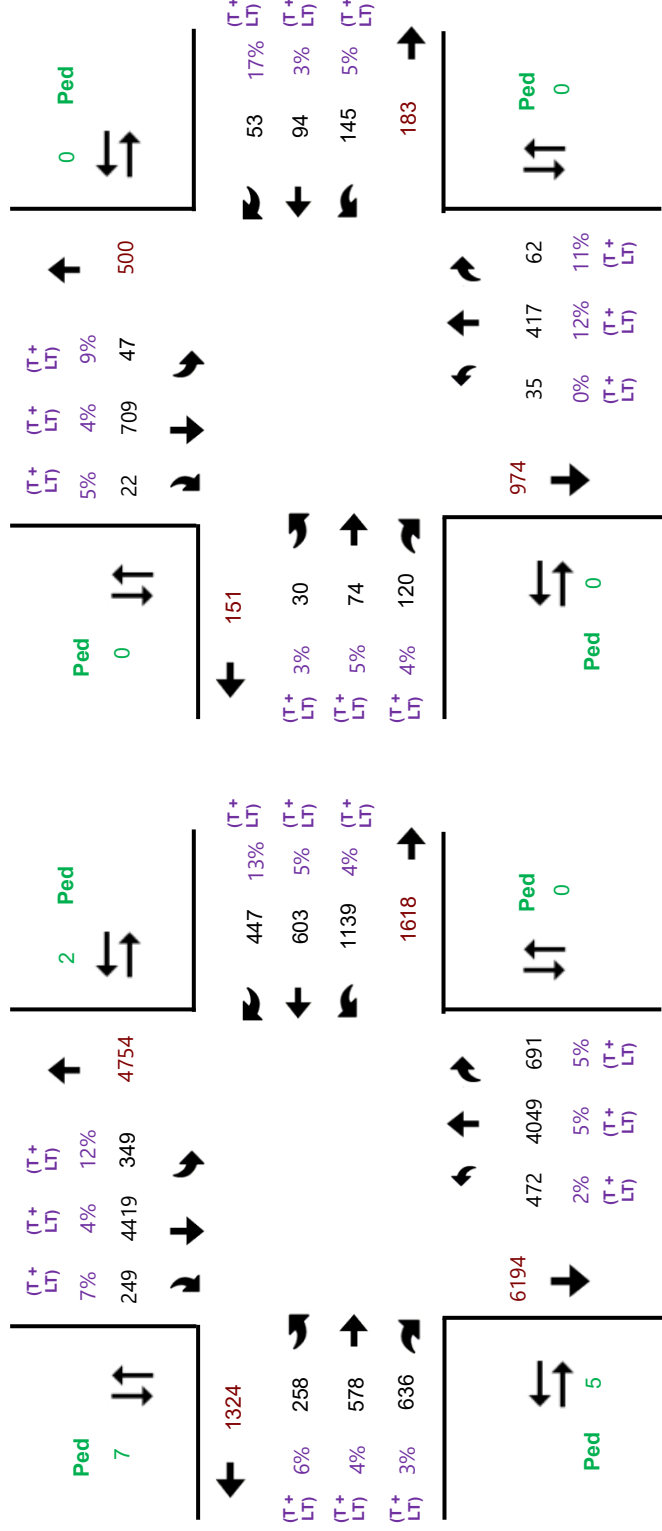 (T +
LT)
17%
53
(T +
LT)
3%
94
(T +
LT)
5%
145
183
Ped
0
500
(T +
LT)
9%
47
(T +
LT)
4%
709
(T +
LT)
5%
22
Ped
0
Ped
0
62
11%
(T +
LT)
417
12%
(T +
LT)
35
0%
(T +
LT)
974
151
(T +
LT)
3%
30
(T +
LT)
5%
74
(T +
LT)
4%
120
Ped
0
2
Ped
4754
(T +
LT)
12%
349
(T +
LT)
4%
4419
(T +
LT)
7%
249
Ped
7
447
13%
(T +
LT)
603
5%
(T +
LT)
1139
4%
(T +
LT)
1618
Ped
0
691
5%
(T +
LT)
4049
5%
(T +
LT)
472
2%
(T +
LT)
6194
1324
(T +
LT)
6%
258
(T +
LT)
4%
578
(T +
LT)
3%
636
Ped
5